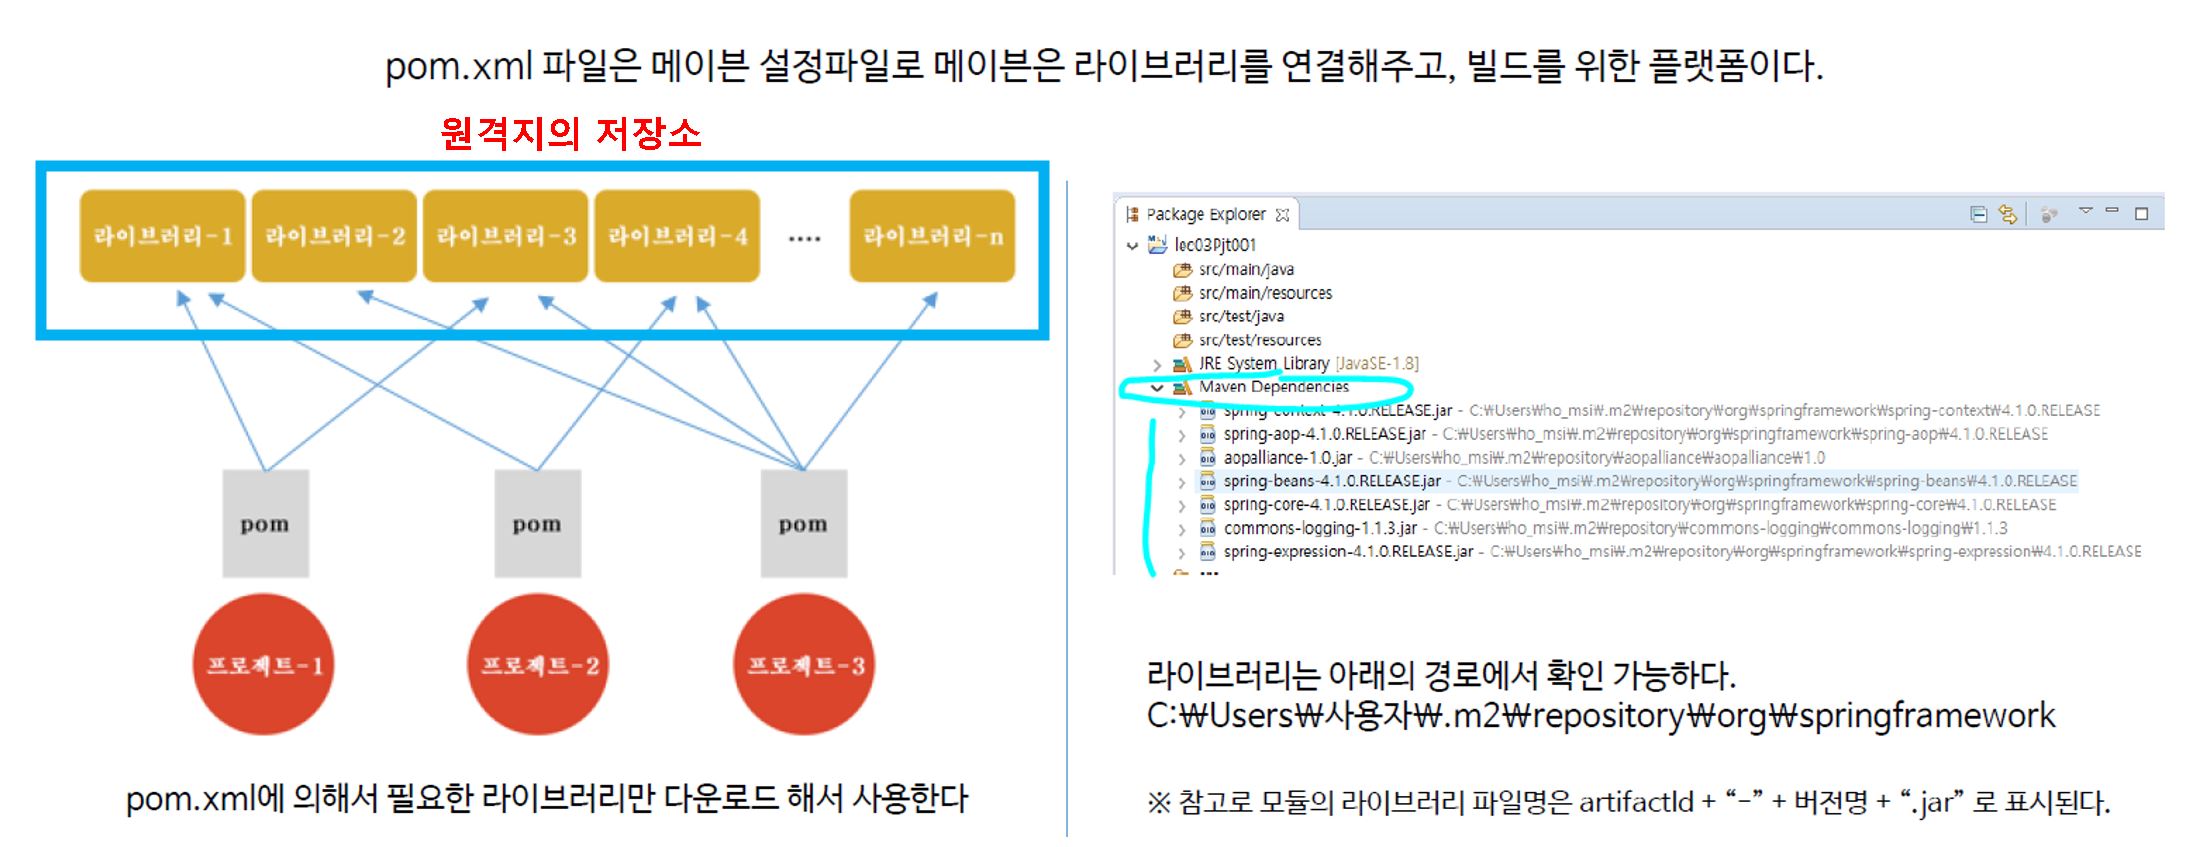 pom.xml 파일은 메이븐 설정파일로 메이븐은 라이브러리를 연결해주고, 빌드를 위한 플랫폼이다.
원격지의 저장소
라이브러리-1 라이브러리-2 라이브러리-3 라이브러리-4 .... 라이브러리-n
pom pom pom
프로젝트-1 프로젝트-2 프로젝트-3
pom.xml에 의해서 필요한 라이브러리만 다운로드 해서 사용한다
Package Explorer
lec03Pjt001
src/main/java
src/main/resources
src/test/java
src/test/resources
JRE System Library [JavaSE-1.8]
Maven Dependencies
spring-context-4.1.0.RELEASE.jar - C:₩Users₩ho_msi₩.m2₩repository₩org₩springframework₩spring-context₩4.1.0.RELEASE
spring-aop-4.1.0.RELEASE.jar - C:₩Users₩ho_msi₩.m2₩repository₩org₩springframework₩spring-aop₩4.1.0.RELEASE
aopalliance-1.0.jar - C:₩Users₩ho_msi₩.m2₩repository₩aopalliance₩aopalliance₩1.0
spring-beans-4.1.0.RELEASE.jar - C:₩Users₩ho_msi₩.m2₩repository₩org₩springframework₩spring-beans₩4.1.0.RELEASE
spring-core-4.1.0.RELEASE.jar - C:₩Users₩ho_msi₩.m2₩repository₩org₩springframework₩spring-core₩4.1.0.RELEASE
commons-logging-1.1.3.jar - C:₩Users₩ho_msi₩.m2₩repository₩commons-logging₩commons-logging₩1.1.3
spring-expression-4.1.0.RELEASE.jar - C:₩Users₩ho_msi₩.m2₩repository₩org₩springframework₩spring-expression₩4.1.0.RELEASE
라이브러리는 아래의 경로에서 확인 가능하다.
C:₩Users₩사용자₩.m2₩repository₩org₩springframework
※ 참고로 모듈의 라이브러리 파일명은 artifactId + “-” + 버전명 + “.jar” 로 표시된다.